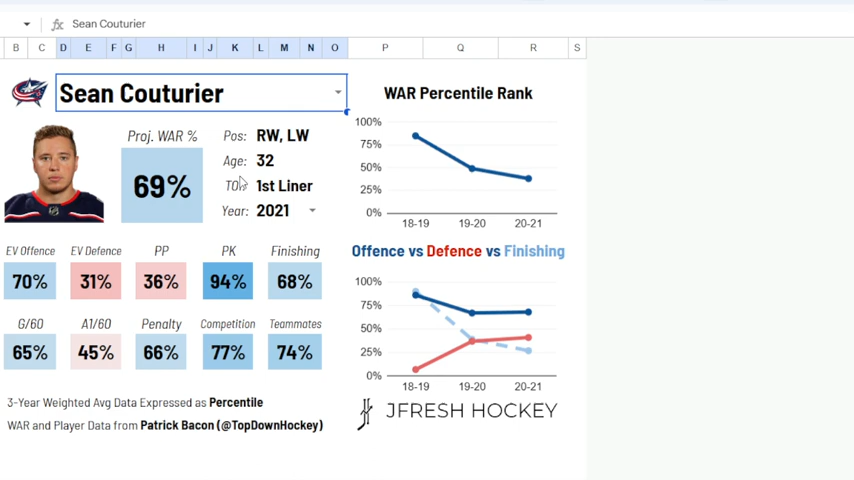 Sean Couturier
B C D E F G H I J K L M N O P Q R S
Sean Couturier
Proj. WAR %
69%
Pos: RW, LW
Age: 32
1st Liner
Year: 2021
EV Offence EV Defence PP PK Finishing
70% 31% 36% 94% 68%
G/60 A1/60 Penalty Competition Teammates
65% 45% 66% 77% 74%
3-Year Weighted Avg Data Expressed as Percentile
WAR and Player Data from Patrick Bacon (@TopDownHockey)
WAR Percentile Rank
100%
75%
50%
25%
0%
18-19 19-20 20-21
Offence vs Defence vs Finishing
100%
75%
50%
25%
0%
18-19 19-20 20-21
JFRESH HOCKEY